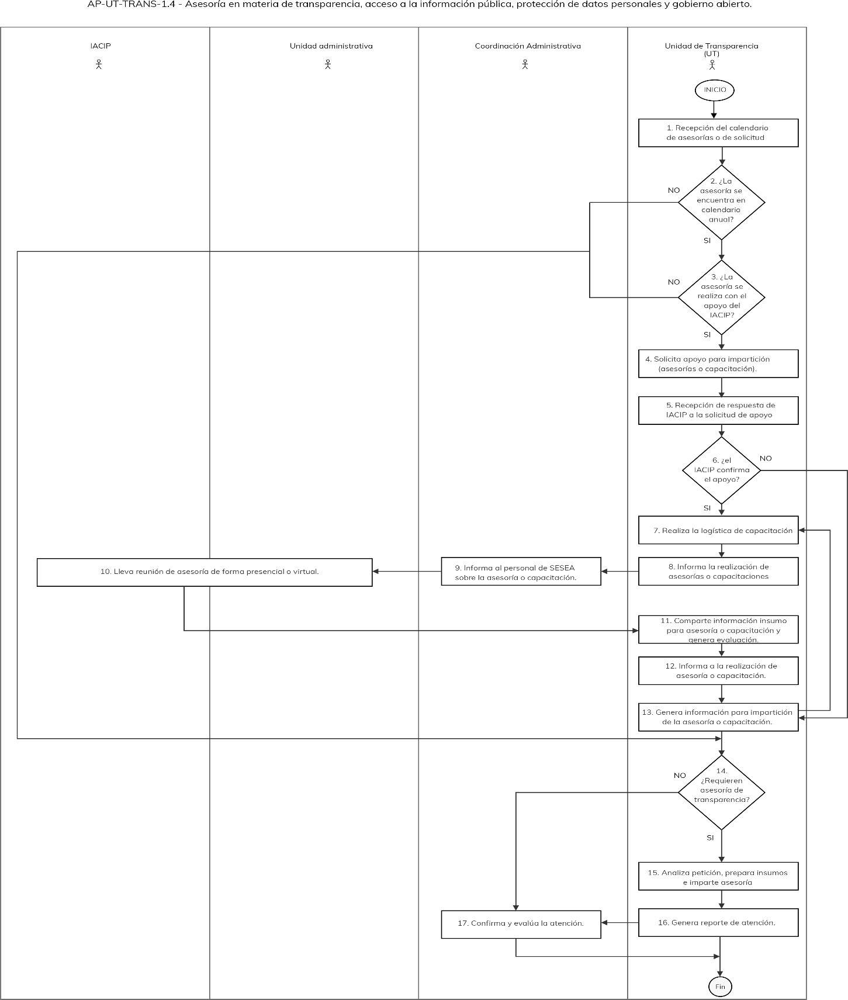 AP-UT-TRANS-1.4 - Asesoría en materia de transparencia, acceso a la información pública, protección de datos personales y gobierno abierto.
IACIP
Unidad administrativa
Coordinación Administrativa
Unidad de Transparencia
(UT)
INICIO
1. Recepción del calendario
de asesorías o de solicitud
2. ¿La
asesoría se
encuentra en
calendario
anual?
NO
SI
3. ¿La
asesoría se
realiza con el
apoyo del
IACIP?
NO
SI
4. Solicita apoyo para impartición
(asesorías o capacitación).
5. Recepción de respuesta de
IACIP a la solicitud de apoyo
6. ¿el
IACIP confirma
el apoyo?
NO
SI
7. Realiza la logística de capacitación
8. Informa la realización de
asesorías o capacitaciones
9. Informa al personal de SESEA
sobre la asesoría o capacitación.
10. Lleva reunión de asesoría de forma presencial o virtual.
11. Comparte información insumo
para asesoría o capacitación y
genera evaluación.
12. Informa a la realización de
asesoría o capacitación.
13. Genera información para impartición
de la asesoría o capacitación.
14.
¿Requieren
asesoría de
transparencia?
NO
SI
15. Analiza petición, prepara insumos
e imparte asesoría
16. Genera reporte de atención.
17. Confirma y evalúa la atención.
Fin